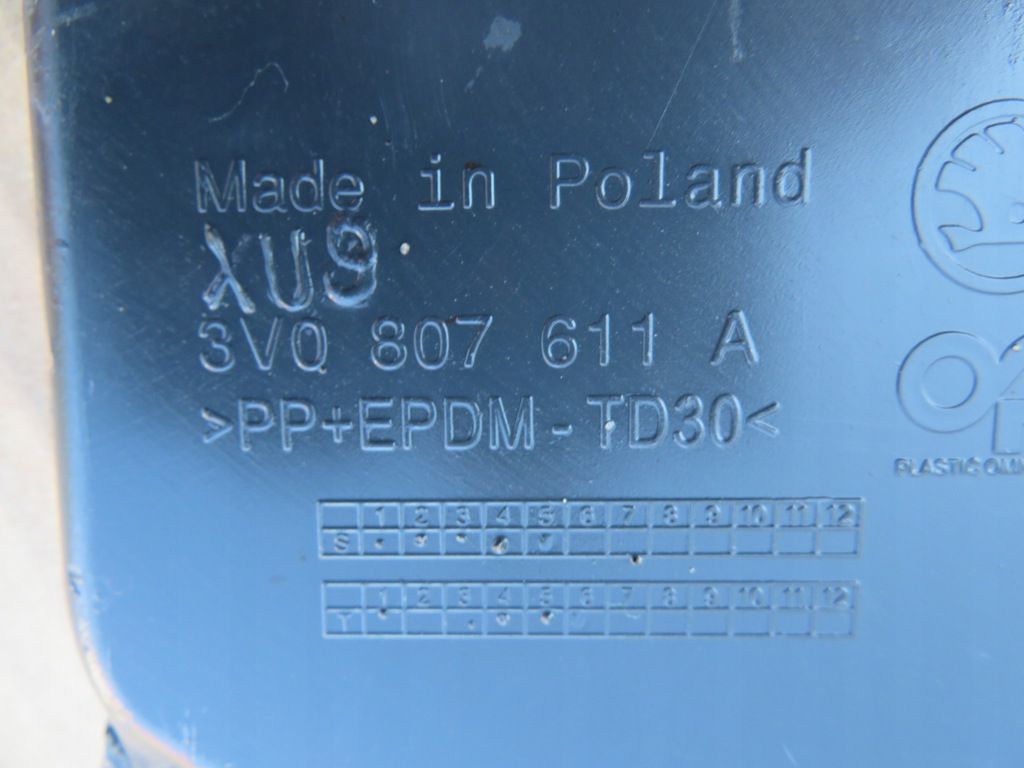 Made in Poland
XU9
3V0 807 611 A
>PP+EPDM-TD30<
PLASTIC
1 2 3 4 5 6 7 8 9 10 11 12
S
1 2 3 4 5 6 7 8 9 10 11 12
T